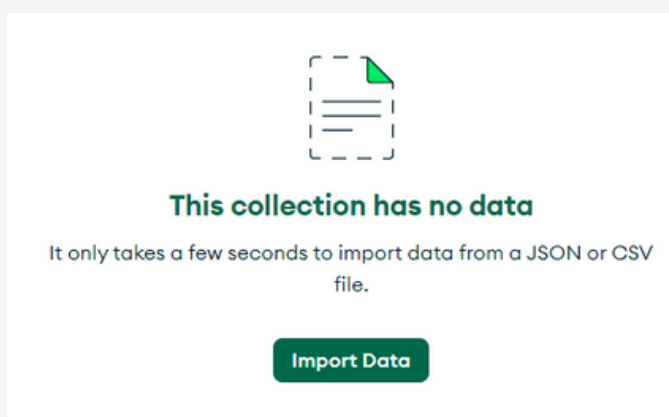 This collection has no data
It only takes a few seconds to import data from a JSON or CSV
file.
Import Data